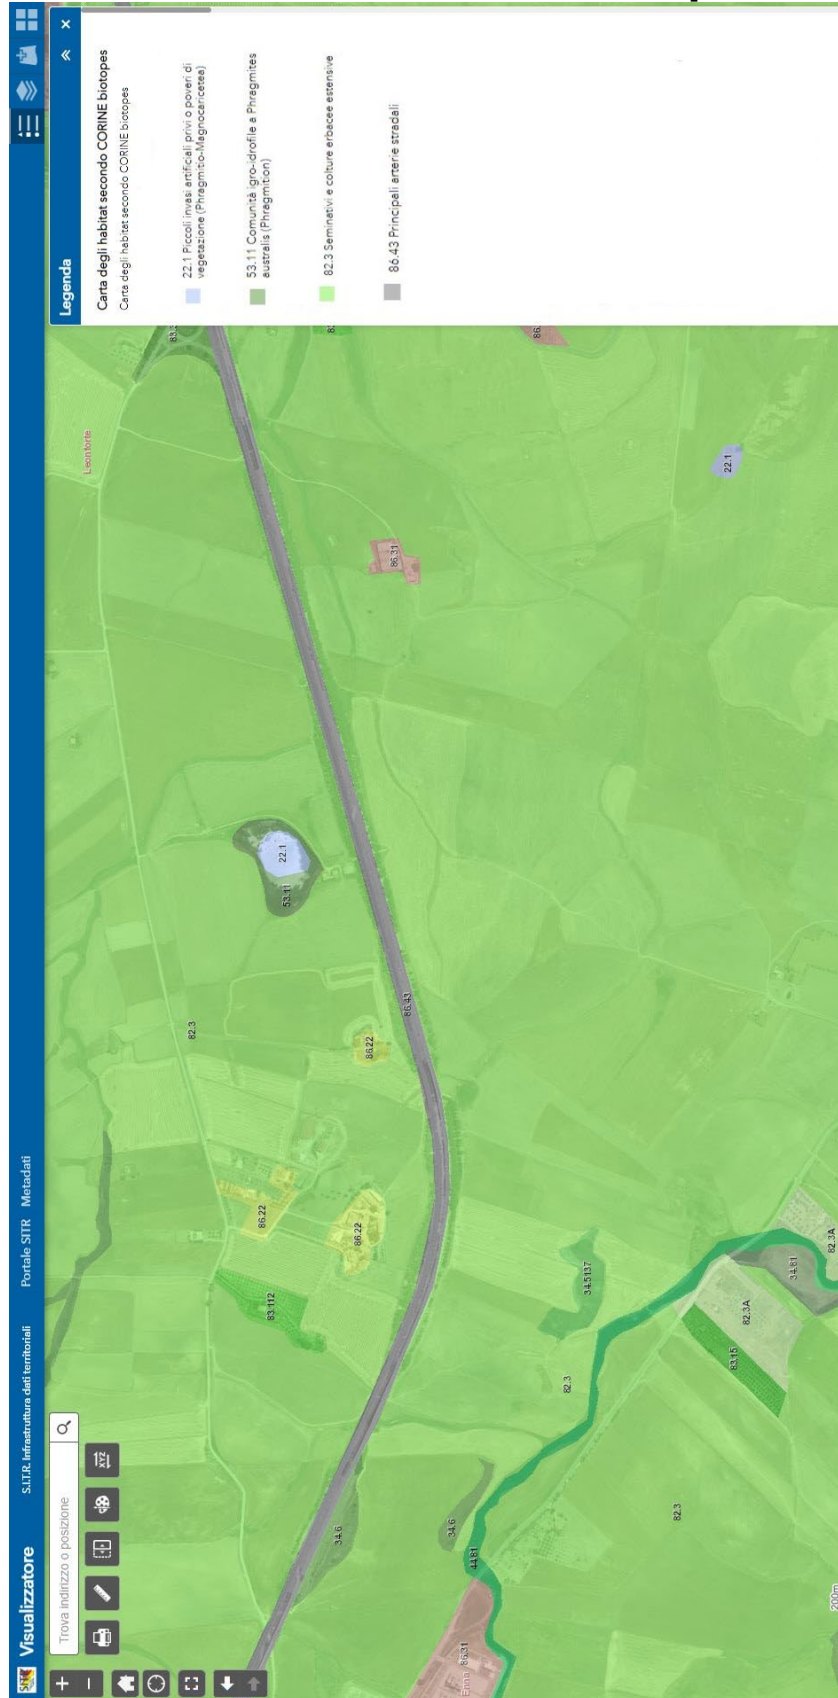 Visualizzatore
S.I.T.R. Infrastruttura dati territoriali
Portale SITR
Metadati
Trova indirizzo o posizione
Legenda
Carta degli habitat secondo CORINE biotopes
Carta degli habitat secondo CORINE biotopes
22.1 Piccoli invasi artificiali privi o poveri di
vegetazione (Phragmitio-Magnocaricetea)
53.11 Comunità igro-idrofile a Phragmites
australis (Phragmition)
82.3 Seminativi e colture erbacee estensive
86.43 Principali arterie stradali
Leonforte
82.3
83.112
86.22
86.22
86.22
53.11
22.1
86.43
86.31
22.1
34.6
34.6
44.81
Enna
86.31
82.3
34.5137
82.3
83.15
82.3A
34.81
82.3A
200m